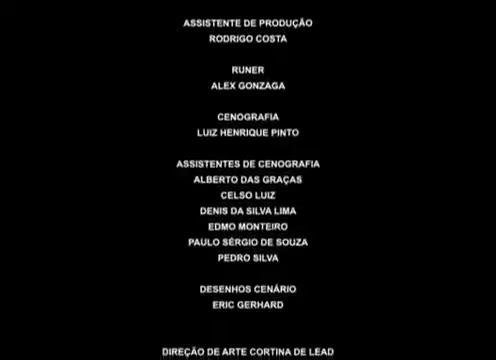 ASSISTENTE DE PRODUÇÃO
RODRIGO COSTA
RUNER
ALEX GONZAGA
CENOGRAFIA
LUIZ HENRIQUE PINTO
ASSISTENTES DE CENOGRAFIA
ALBERTO DAS GRAÇAS
CELSO LUIZ
DENIS DA SILVA LIMA
EDMO MONTEIRO
PAULO SÉRGIO DE SOUZA
PEDRO SILVA
DESENHOS CENÁRIO
ERIC GERHARD
DIREÇÃO DE ARTE CORTINA DE LEAD